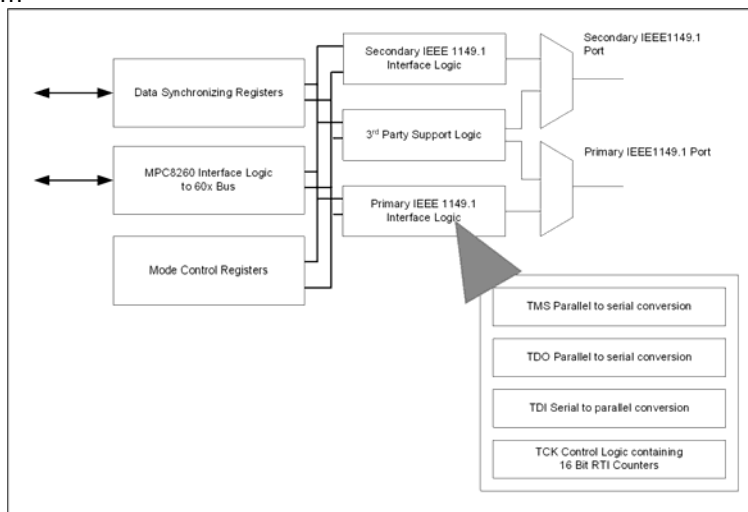 Secondary IEEE1149.1
Port
Secondary IEEE 1149.1
Interface Logic
Data Synchronizing Registers
3rd Party Support Logic
Primary IEEE1149.1 Port
MPC8260 Interface Logic
to 60x Bus
Primary IEEE 1149.1
Interface Logic
Mode Control Registers
TMS Parallel to serial conversion
TDO Parallel to serial conversion
TDI Serial to parallel conversion
TCK Control Logic containing
16 Bit RTI Counters